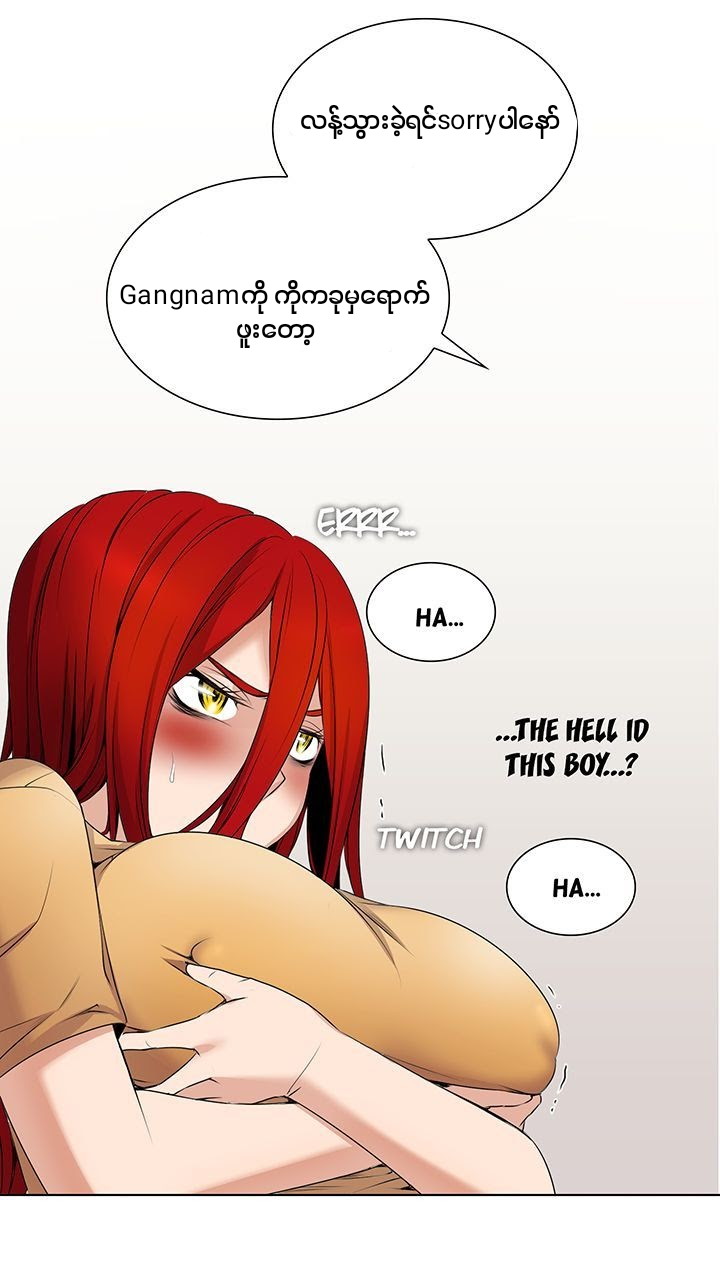 လန့်သွားခဲ့ရင်sorryပါနော်
Gangnamကို ကိုကခုမှရောက်
ဖူးတော့
ERRR...
HA...
...THE HELL ID
THIS BOY...?
TWITCH
HA...